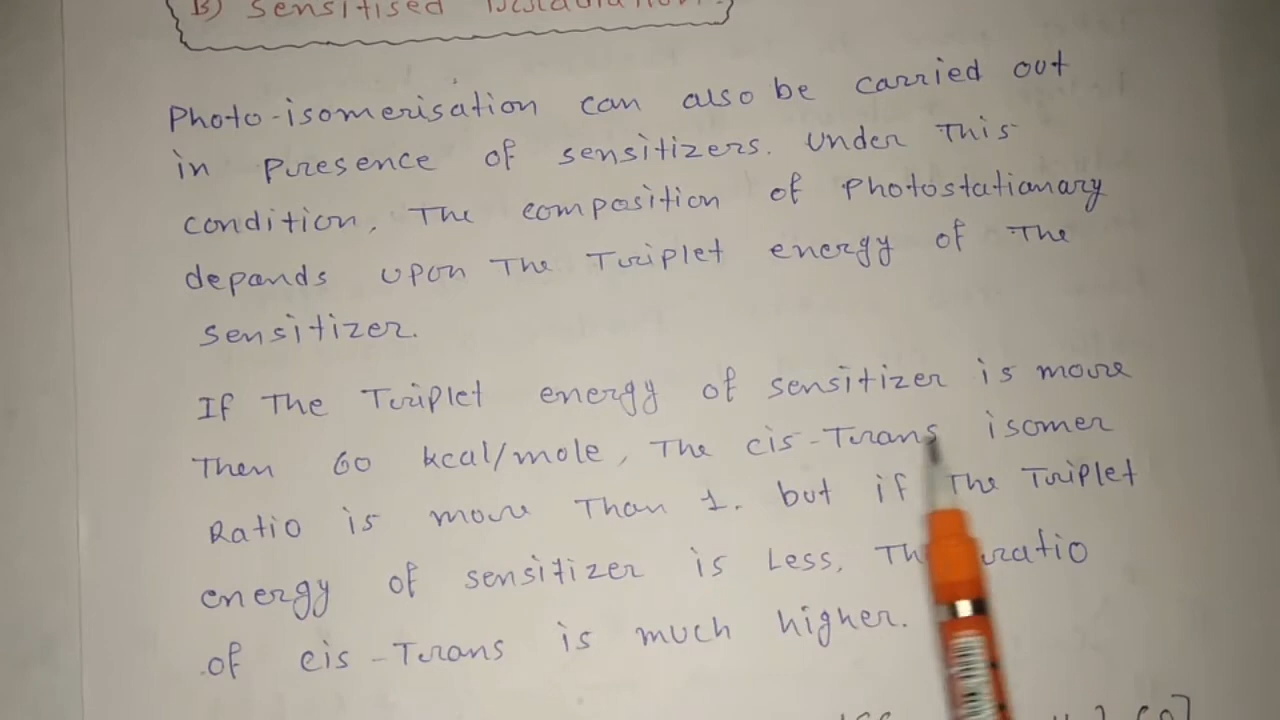 B) Sensitised
Photo-isomerisation can also be carried out
in presence of sensitizers. Under This
condition, The composition of Photostationary
depands upon The Triplet energy of The
Sensitizer.
If The Triplet energy of sensitizer is more
Then 60 kcal/mole, The cis-Trans isomer
Ratio is more Than 1. but if The Triplet
energy of sensitizer is Less, ratio
of cis-Trans is much higher.